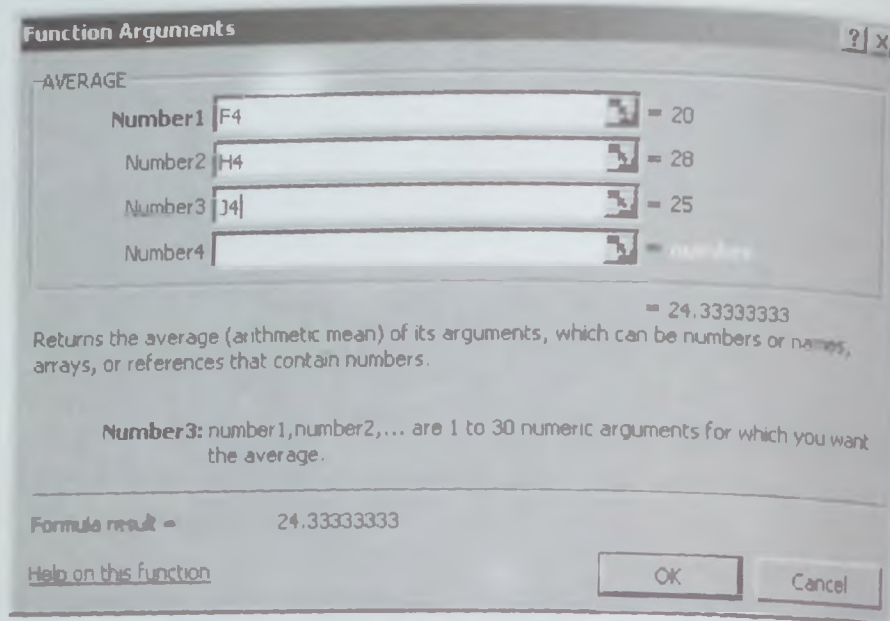 Function Arguments ? x
AVERAGE
Number1 F4 = 20
Number2 H4 = 28
Number3 J4 = 25
Number4 = number
= 24.33333333
Returns the average (arithmetic mean) of its arguments, which can be numbers or names,
arrays, or references that contain numbers.
Number3: number1,number2,... are 1 to 30 numeric arguments for which you want
the average.
Formula result = 24.33333333
Help on this function OK Cancel